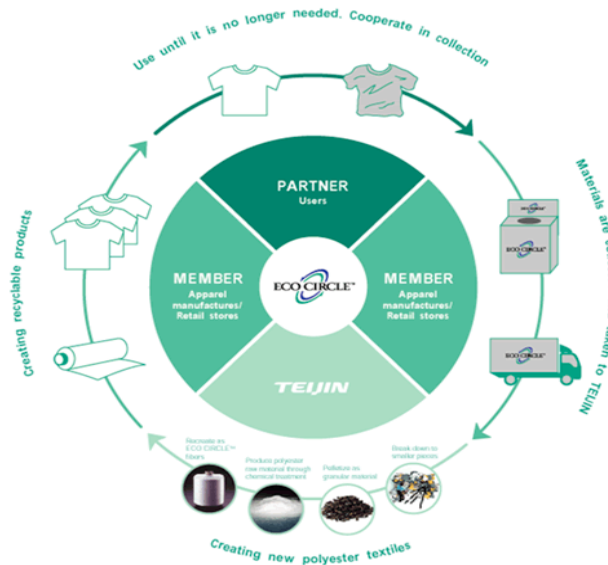 Use until it is no longer needed. Cooperate in collection
PARTNER
Users
MEMBER
Apparel
manufactures/
Retail stores
ECO CIRCLE™
MEMBER
Apparel
manufactures/
Retail stores
TEIJIN
ECO CIRCLE
ECO CIRCLE
Materials are
taken to TEIJIN
Creating recyclable products
Recreate as
ECO CIRCLE™
fibers
Produce polyester
raw material through
chemical treatment
Pelletize as
granular material
Break down to
smaller pieces
Creating new polyester textiles